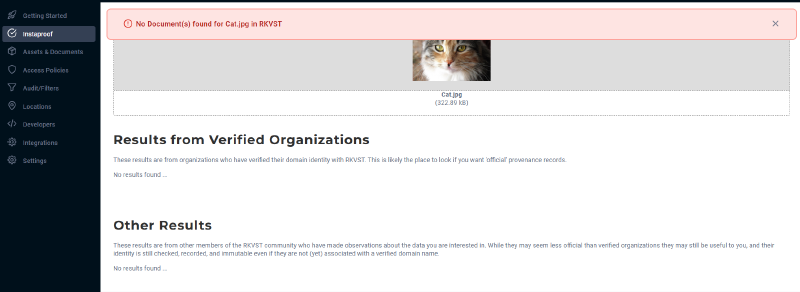 Getting Started
Instaproof
Assets & Documents
Access Policies
Audit/Filters
Locations
Developers
Integrations
Settings
No Document(s) found for Cat.jpg in RKVST
Cat.jpg
(322.89 kB)
Results from Verified Organizations
These results are from organizations who have verified their domain identity with RKVST. This is likely the place to look if you want 'official' provenance records.
No results found ...
Other Results
These results are from other members of the RKVST community who have made observations about the data you are interested in. While they may seem less official than verified organizations they may still be useful to you, and their
identity is still checked, recorded, and immutable even if they are not (yet) associated with a verified domain name.
No results found ...